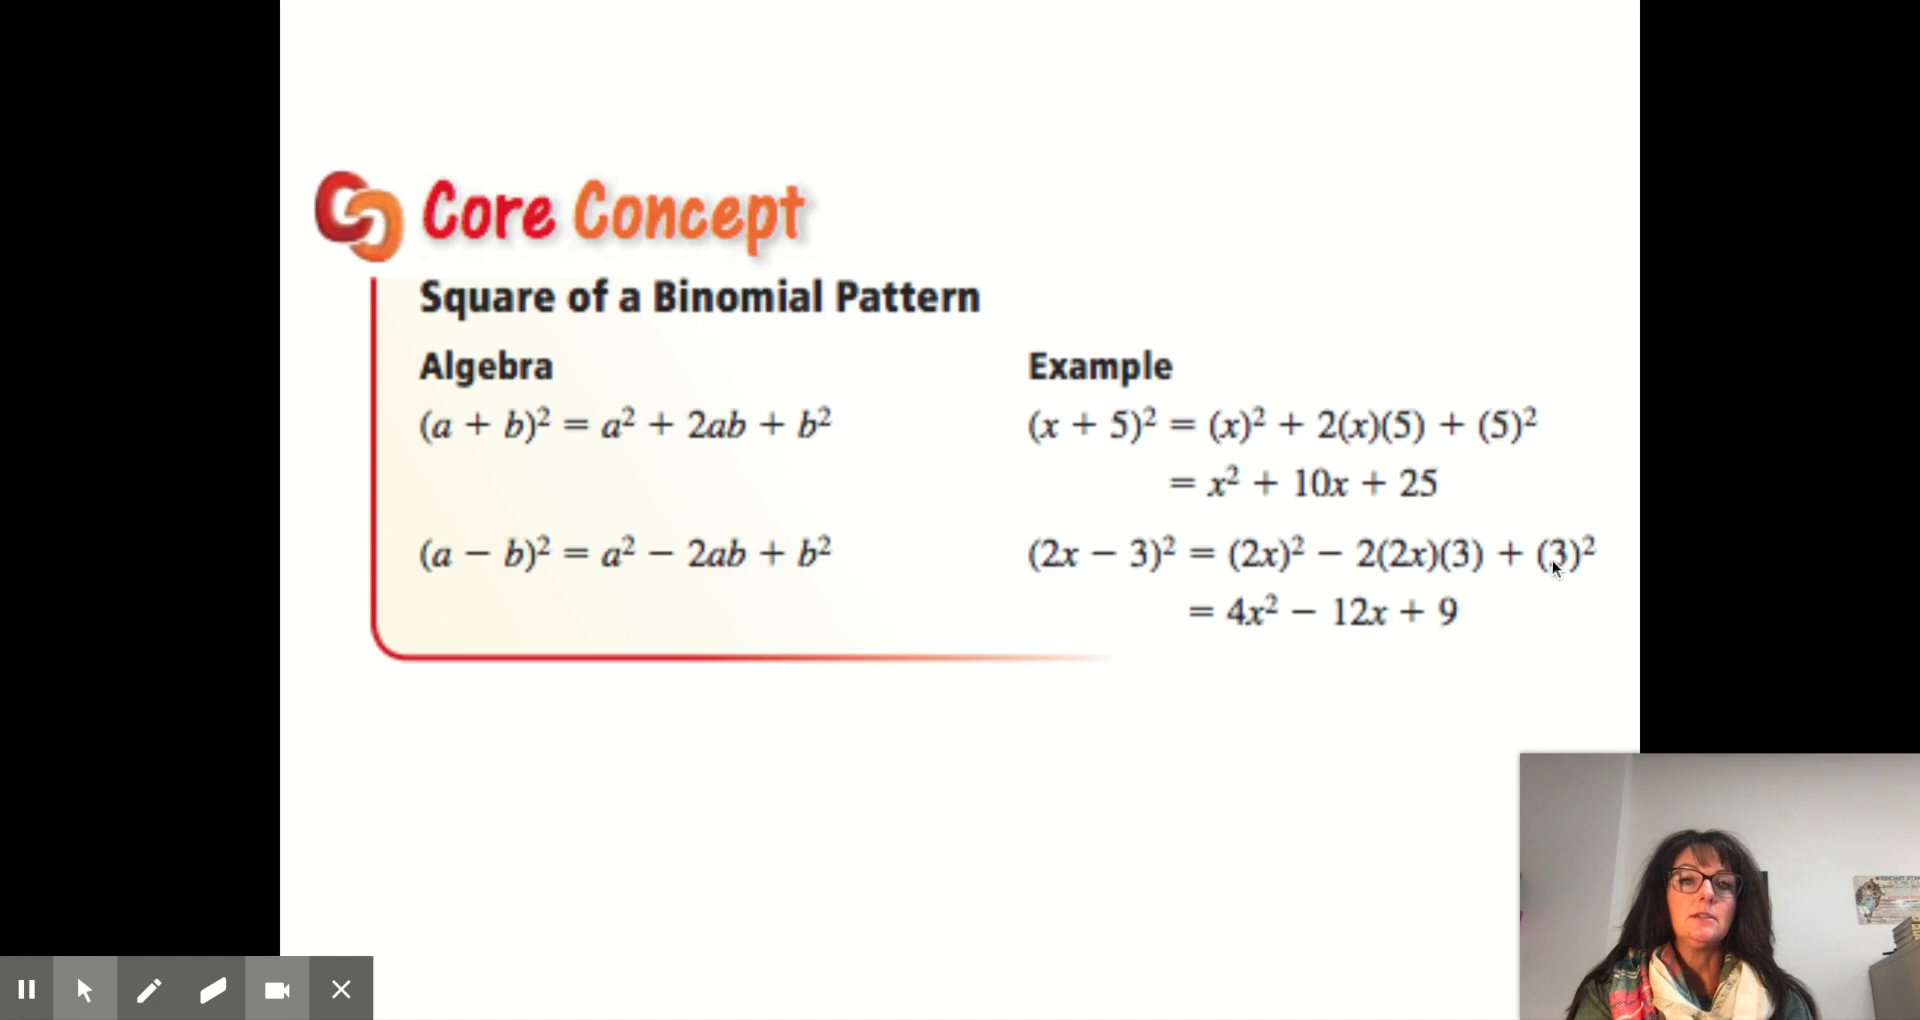 Core Concept
Square of a Binomial Pattern
Algebra
Example
(a + b)² = a² + 2ab + b²
(x + 5)² = (x)² + 2(x)(5) + (5)²
= x² + 10x + 25
(a − b)² = a² − 2ab + b²
(2x − 3)² = (2x)² − 2(2x)(3) + (3)²
= 4x² − 12x + 9